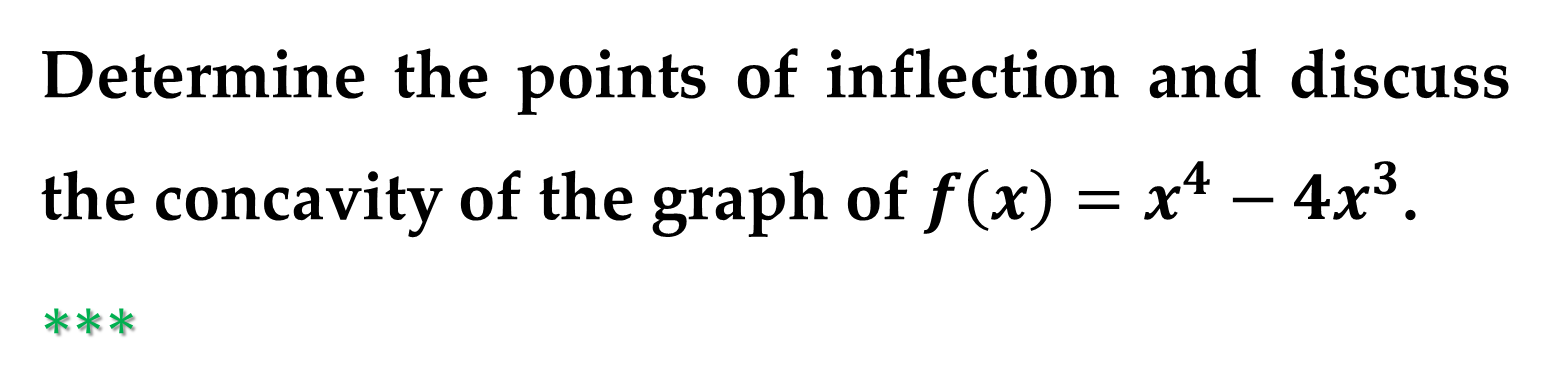 Determine the points of inflection and discuss
the concavity of the graph of f(x) = x⁴ − 4x³.
***